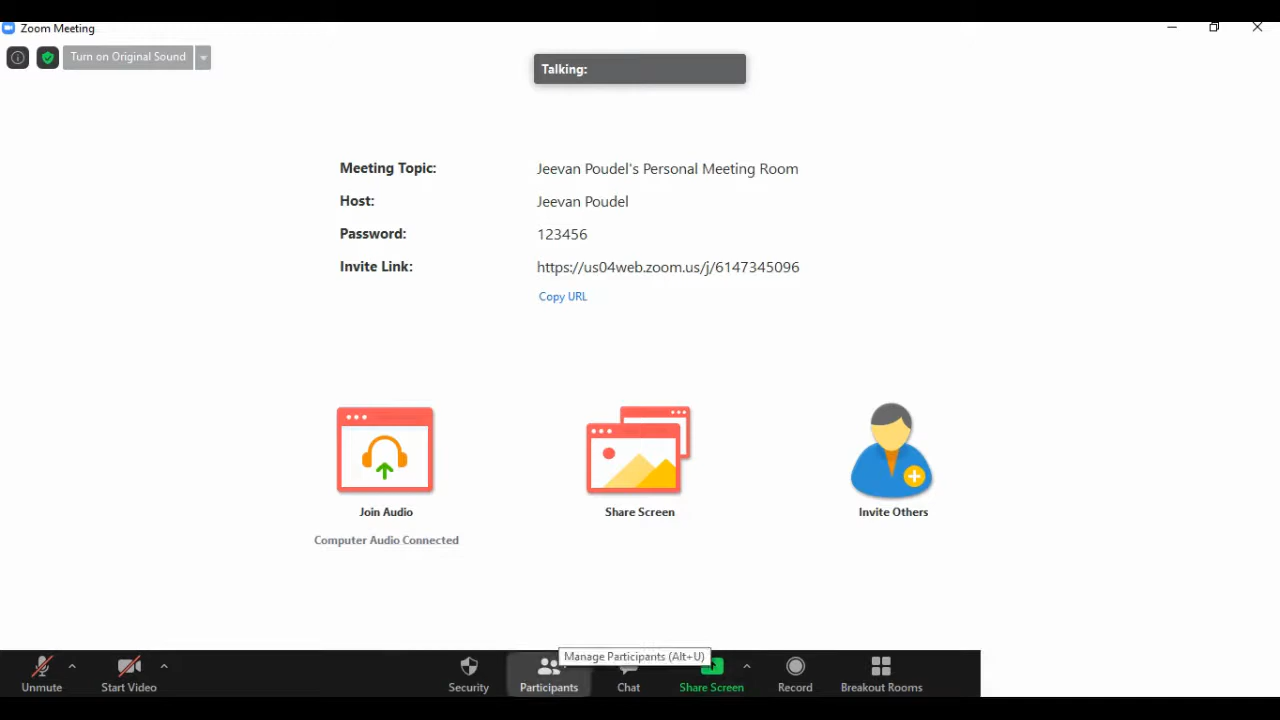 Zoom Meeting
Turn on Original Sound
Talking:
Meeting Topic: Jeevan Poudel's Personal Meeting Room
Host: Jeevan Poudel
Password: 123456
Invite Link: https://us04web.zoom.us/j/6147345096
Copy URL
Join Audio Share Screen Invite Others
Computer Audio Connected
Manage Participants (Alt+U)
Unmute Start Video Security Participants Chat Share Screen Record Breakout Rooms